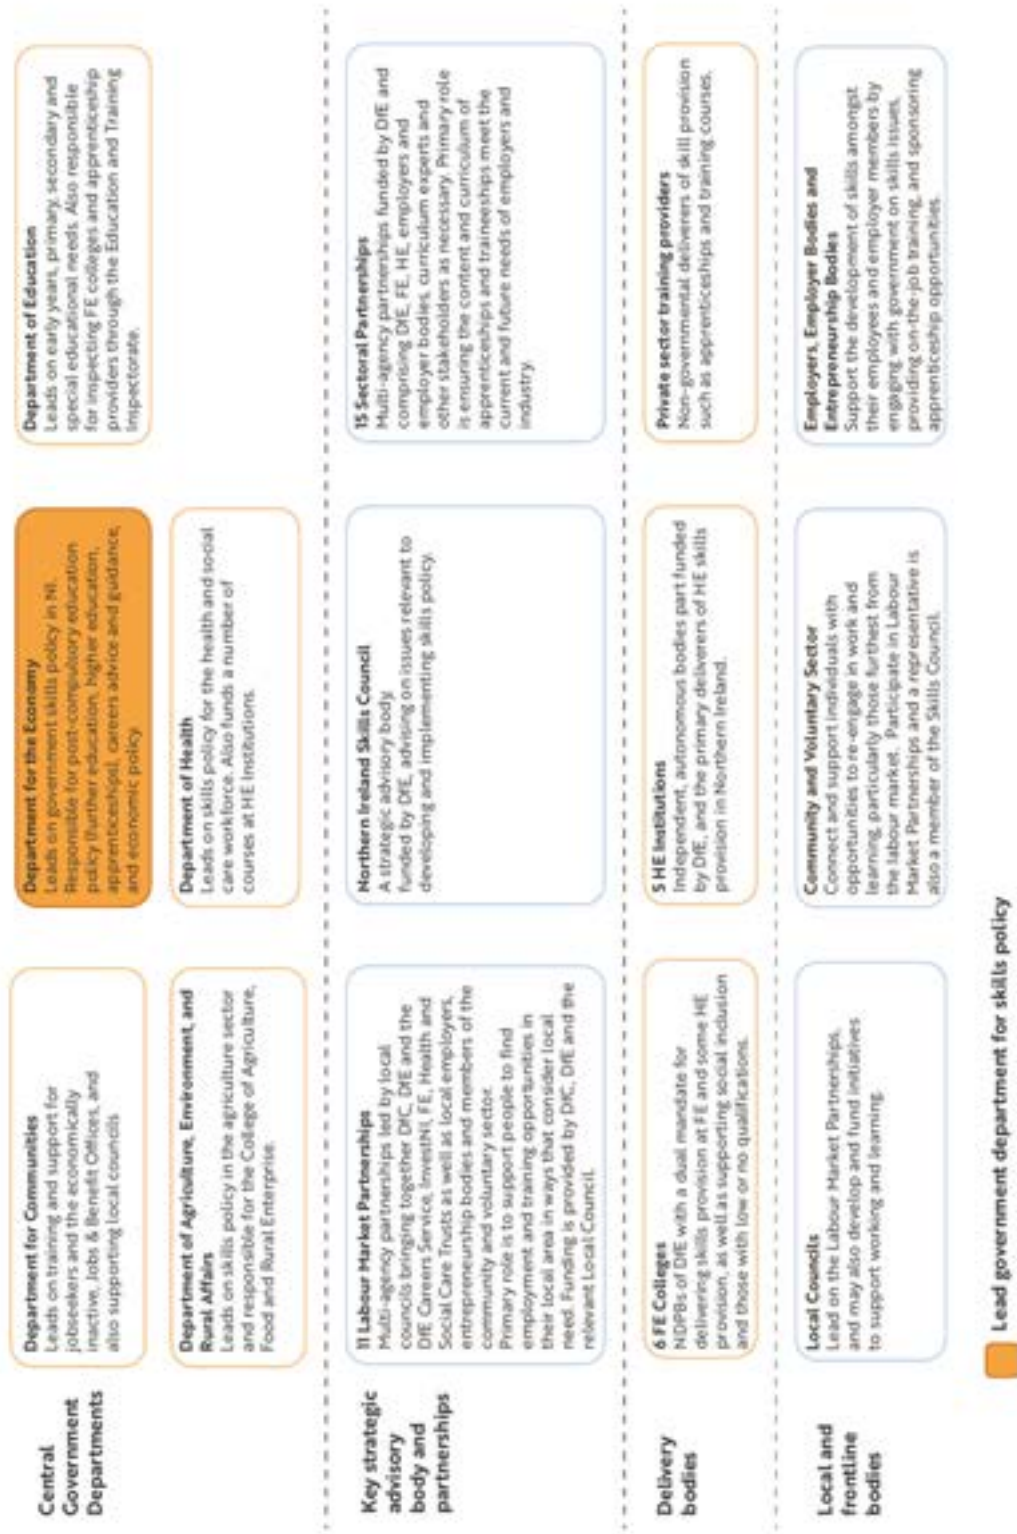 Central
Government
Departments
Department for Communities
Leads on training and support for
jobseekers and the economically
inactive, Jobs & Benefit Offices, and
also supporting local councils
Department for the Economy
Leads on government skills policy in NI.
Responsible for post-compulsory education
policy (further education, higher education,
apprenticeships), careers advice and guidance,
and economic policy
Department of Education
Leads on early years, primary, secondary and
special educational needs. Also responsible
for inspecting FE colleges and apprenticeship
providers through the Education and Training
Inspectorate.
Department of Agriculture, Environment, and
Rural Affairs
Leads on skills policy in the agriculture sector
and responsible for the College of Agriculture,
Food and Rural Enterprise
Department of Health
Leads on skills policy for the health and social
care workforce. Also funds a number of
courses at HE Institutions.
Key strategic
advisory
body and
partnerships
11 Labour Market Partnerships
Multi-agency partnerships led by local
councils bringing together DfC, DfE and the
DfE Careers Service, InvestNI, FE, Health and
Social Care Trusts as well as local employers,
entrepreneurship bodies and members of the
community and voluntary sector.
Primary role is to support people to find
employment and training opportunities in
their local area in ways that consider local
need. Funding is provided by DfC, DfE and the
relevant Local Council.
Northern Ireland Skills Council
A strategic advisory body,
funded by DfE, advising on issues relevant to
developing and implementing skills policy.
15 Sectoral Partnerships
Multi-agency partnerships funded by DfE and
comprising DfE, FE, HE, employers and
employer bodies, curriculum experts and
other stakeholders as necessary. Primary role
is ensuring the content and curriculum of
apprenticeships and traineeships meet the
current and future needs of employers and
industry.
Delivery
bodies
6 FE Colleges
NDPBs of DfE with a dual mandate for
delivering skills provision at FE and some HE
provision, as well as supporting social inclusion
and those with low or no qualifications.
5 HE Institutions
Independent, autonomous bodies part funded
by DfE, and the primary deliverers of HE skills
provision in Northern Ireland.
Private sector training providers
Non-governmental deliverers of skill provision
such as apprenticeships and training courses.
Local and
frontline
bodies
Local Councils
Lead on the Labour Market Partnerships,
and may also develop and fund initiatives
to support working and learning.
Community and Voluntary Sector
Connect and support individuals with
opportunities to re-engage in work and
learning, particularly those furthest from
the labour market. Participate in Labour
Market Partnerships and a representative is
also a member of the Skills Council.
Employers, Employer Bodies and
Entrepreneurship Bodies
Support the development of skills amongst
their employees and employer members by
engaging with government on skills issues,
providing on-the-job training, and sponsoring
apprenticeship opportunities.
Lead government department for skills policy